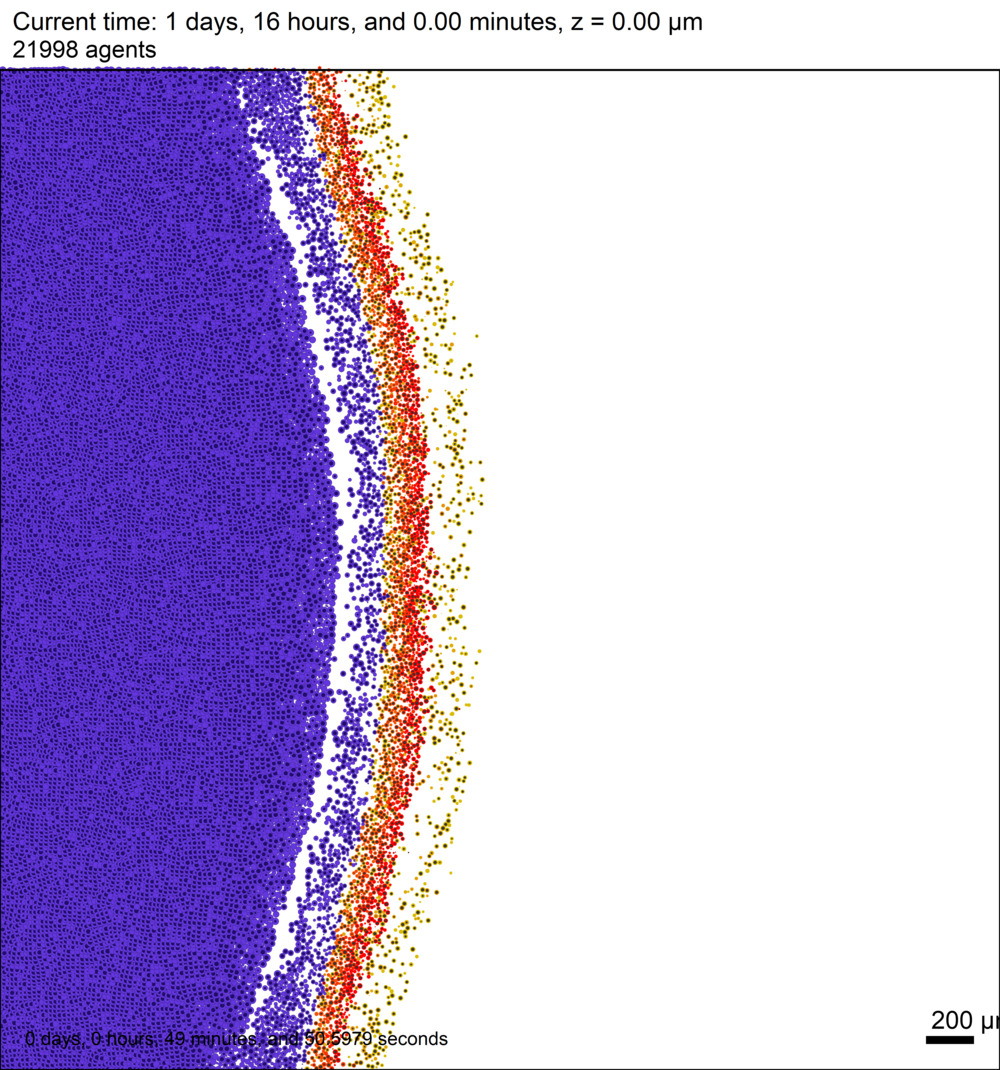 Current time: 1 days, 16 hours, and 0.00 minutes, z = 0.00 μm
21998 agents
200 μ
0 days, 0 hours, 49 minutes, and 50.5979 seconds